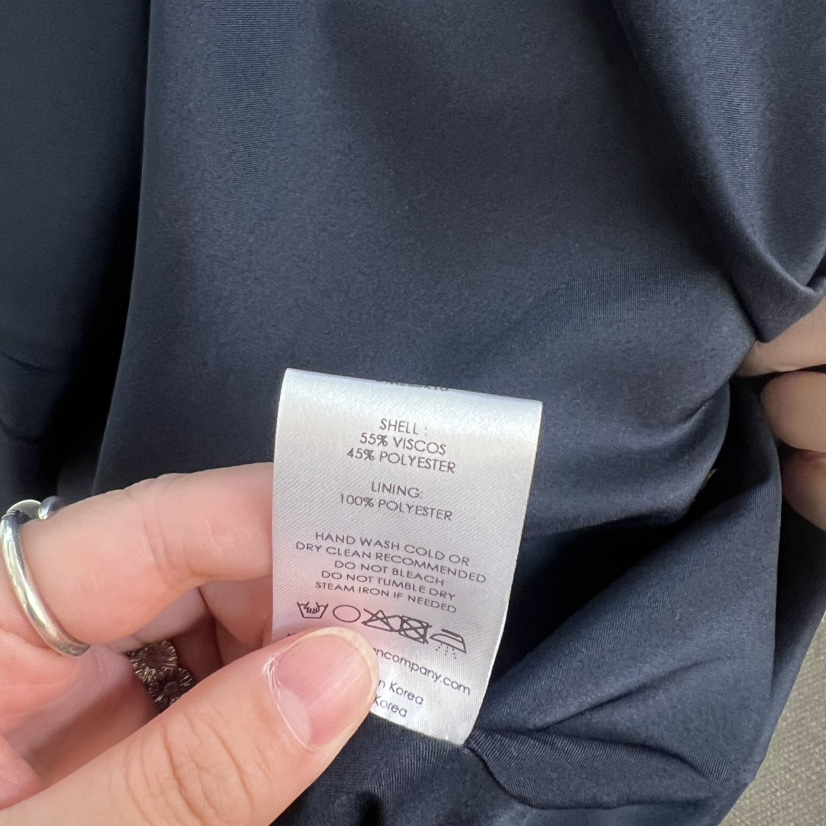 SHELL :
55% VISCOS
45% POLYESTER
LINING:
100% POLYESTER
HAND WASH COLD OR
DRY CLEAN RECOMMENDED
DO NOT BLEACH
DO NOT TUMBLE DRY
STEAM IRON IF NEEDED
ncompany.com
Korea
Korea